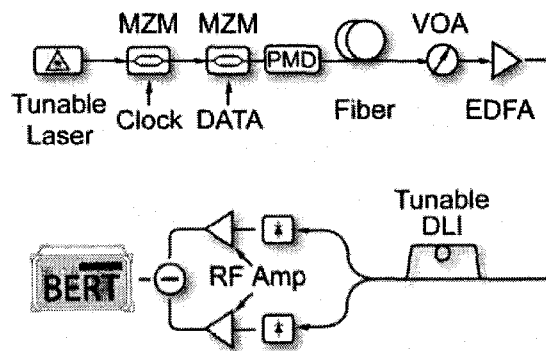 MZM MZM VOA
PMD
Tunable Laser Clock DATA Fiber EDFA
Tunable DLI
RF Amp
BERT